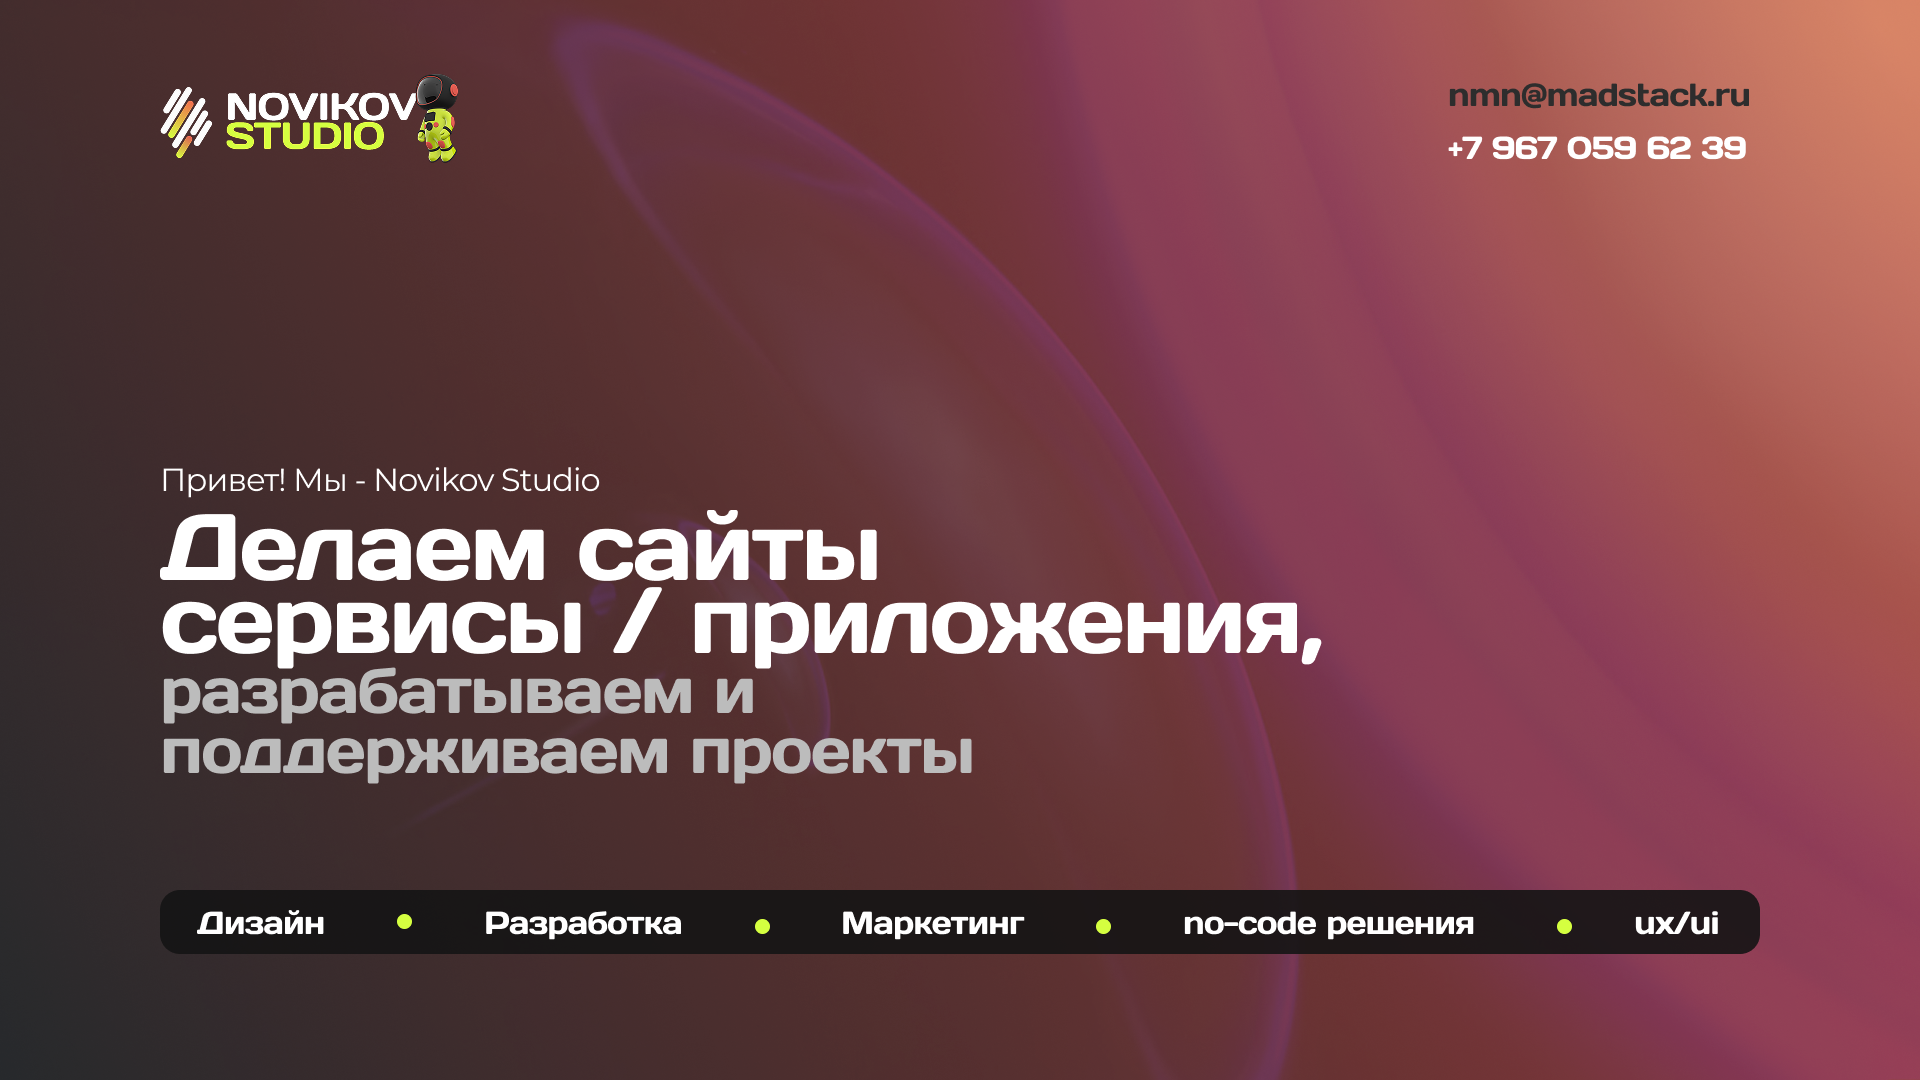 NOVIKOV
STUDIO
nmn@madstack.ru
+7 967 059 62 39
Привет! Мы - Novikov Studio
Делаем сайты
сервисы / приложения,
разрабатываем и
поддерживаем проекты
Дизайн • Разработка • Маркетинг • no-code решения • ux/ui